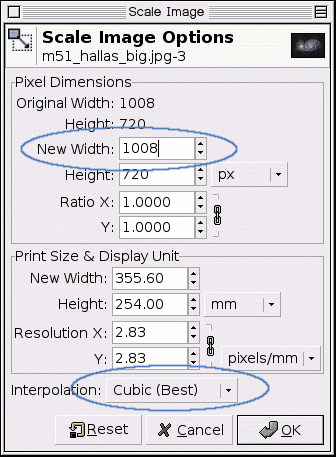 Scale Image
Scale Image Options
m51_hallas_big.jpg-3
Pixel Dimensions
Original Width: 1008
Height: 720
New Width: 1008
Height: 720 px
Ratio X: 1.0000
Y: 1.0000
Print Size & Display Unit
New Width: 355.60
Height: 254.00 mm
Resolution X: 2.83
Y: 2.83 pixels/mm
Interpolation: Cubic (Best)
Reset Cancel OK